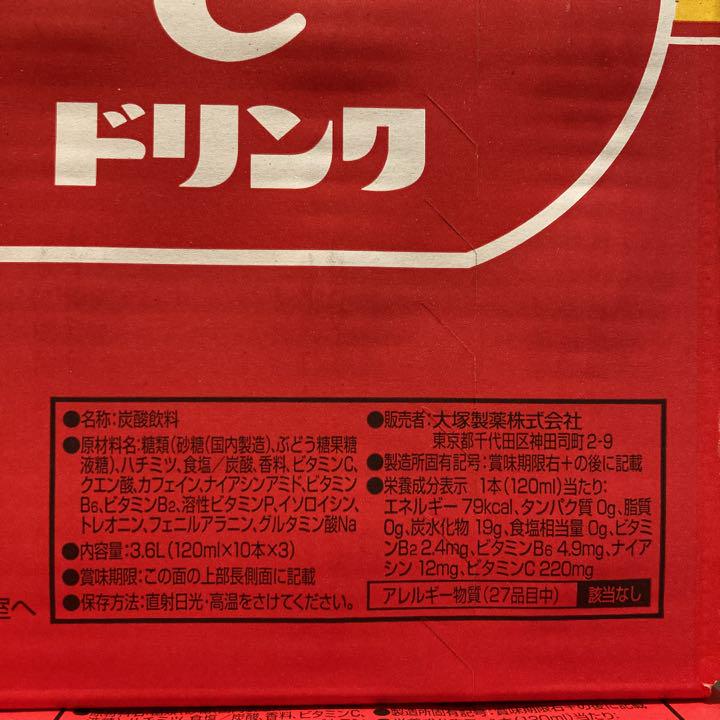 C
ドリンク
●名称:炭酸飲料
●原材料名:糖類(砂糖(国内製造)、ぶどう糖果糖
液糖)、ハチミツ、食塩/炭酸、香料、ビタミンC、
クエン酸、カフェイン、ナイアシンアミド、ビタミン
B6、ビタミンB2、溶性ビタミンP、イソロイシン、
トレオニン、フェニルアラニン、グルタミン酸Na
●内容量:3.6L(120ml×10本×3)
●賞味期限:この面の上部長側面に記載
●保存方法:直射日光・高温をさけてください。
●販売者:大塚製薬株式会社
東京都千代田区神田司町2-9
●製造所固有記号:賞味期限右+の後に記載
●栄養成分表示 1本(120ml)当たり:
エネルギー 79kcal、タンパク質 0g、脂質
0g、炭水化物 19g、食塩相当量 0g、ビタミ
ンB2 2.4mg、ビタミンB6 4.9mg、ナイア
シン 12mg、ビタミンC 220mg
アレルギー物質(27品目中) 該当なし
室へ